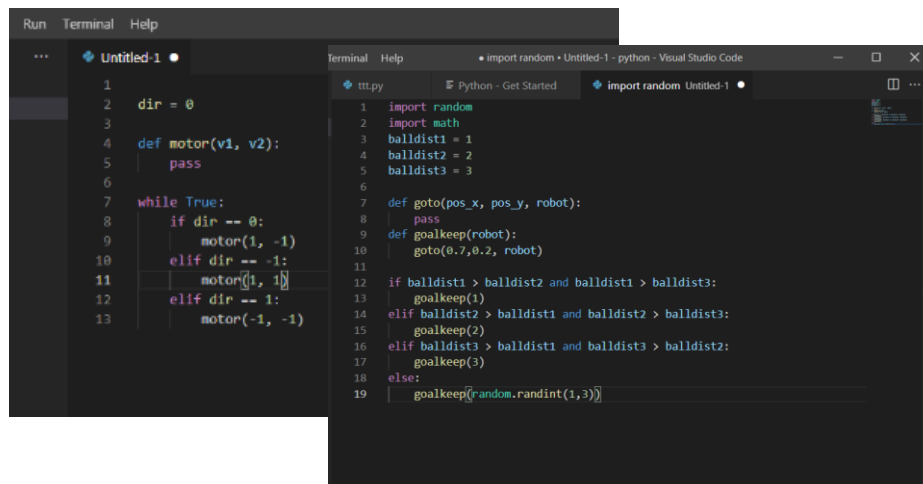 Run Terminal Help
... Untitled-1
1
2 dir = 0
3
4 def motor(v1, v2):
5 pass
6
7 while True:
8 if dir == 0:
9 motor(1, -1)
10 elif dir == -1:
11 motor(1, 1)
12 elif dir == 1:
13 motor(-1, -1)
Terminal Help ● import random • Untitled-1 - python - Visual Studio Code
ttt.py Python - Get Started import random Untitled-1 ...
1 import random
2 import math
3 balldist1 = 1
4 balldist2 = 2
5 balldist3 = 3
6
7 def goto(pos_x, pos_y, robot):
8 pass
9 def goalkeep(robot):
10 goto(0.7,0.2, robot)
11
12 if balldist1 > balldist2 and balldist1 > balldist3:
13 goalkeep(1)
14 elif balldist2 > balldist1 and balldist2 > balldist3:
15 goalkeep(2)
16 elif balldist3 > balldist1 and balldist3 > balldist2:
17 goalkeep(3)
18 else:
19 goalkeep(random.randint(1,3))